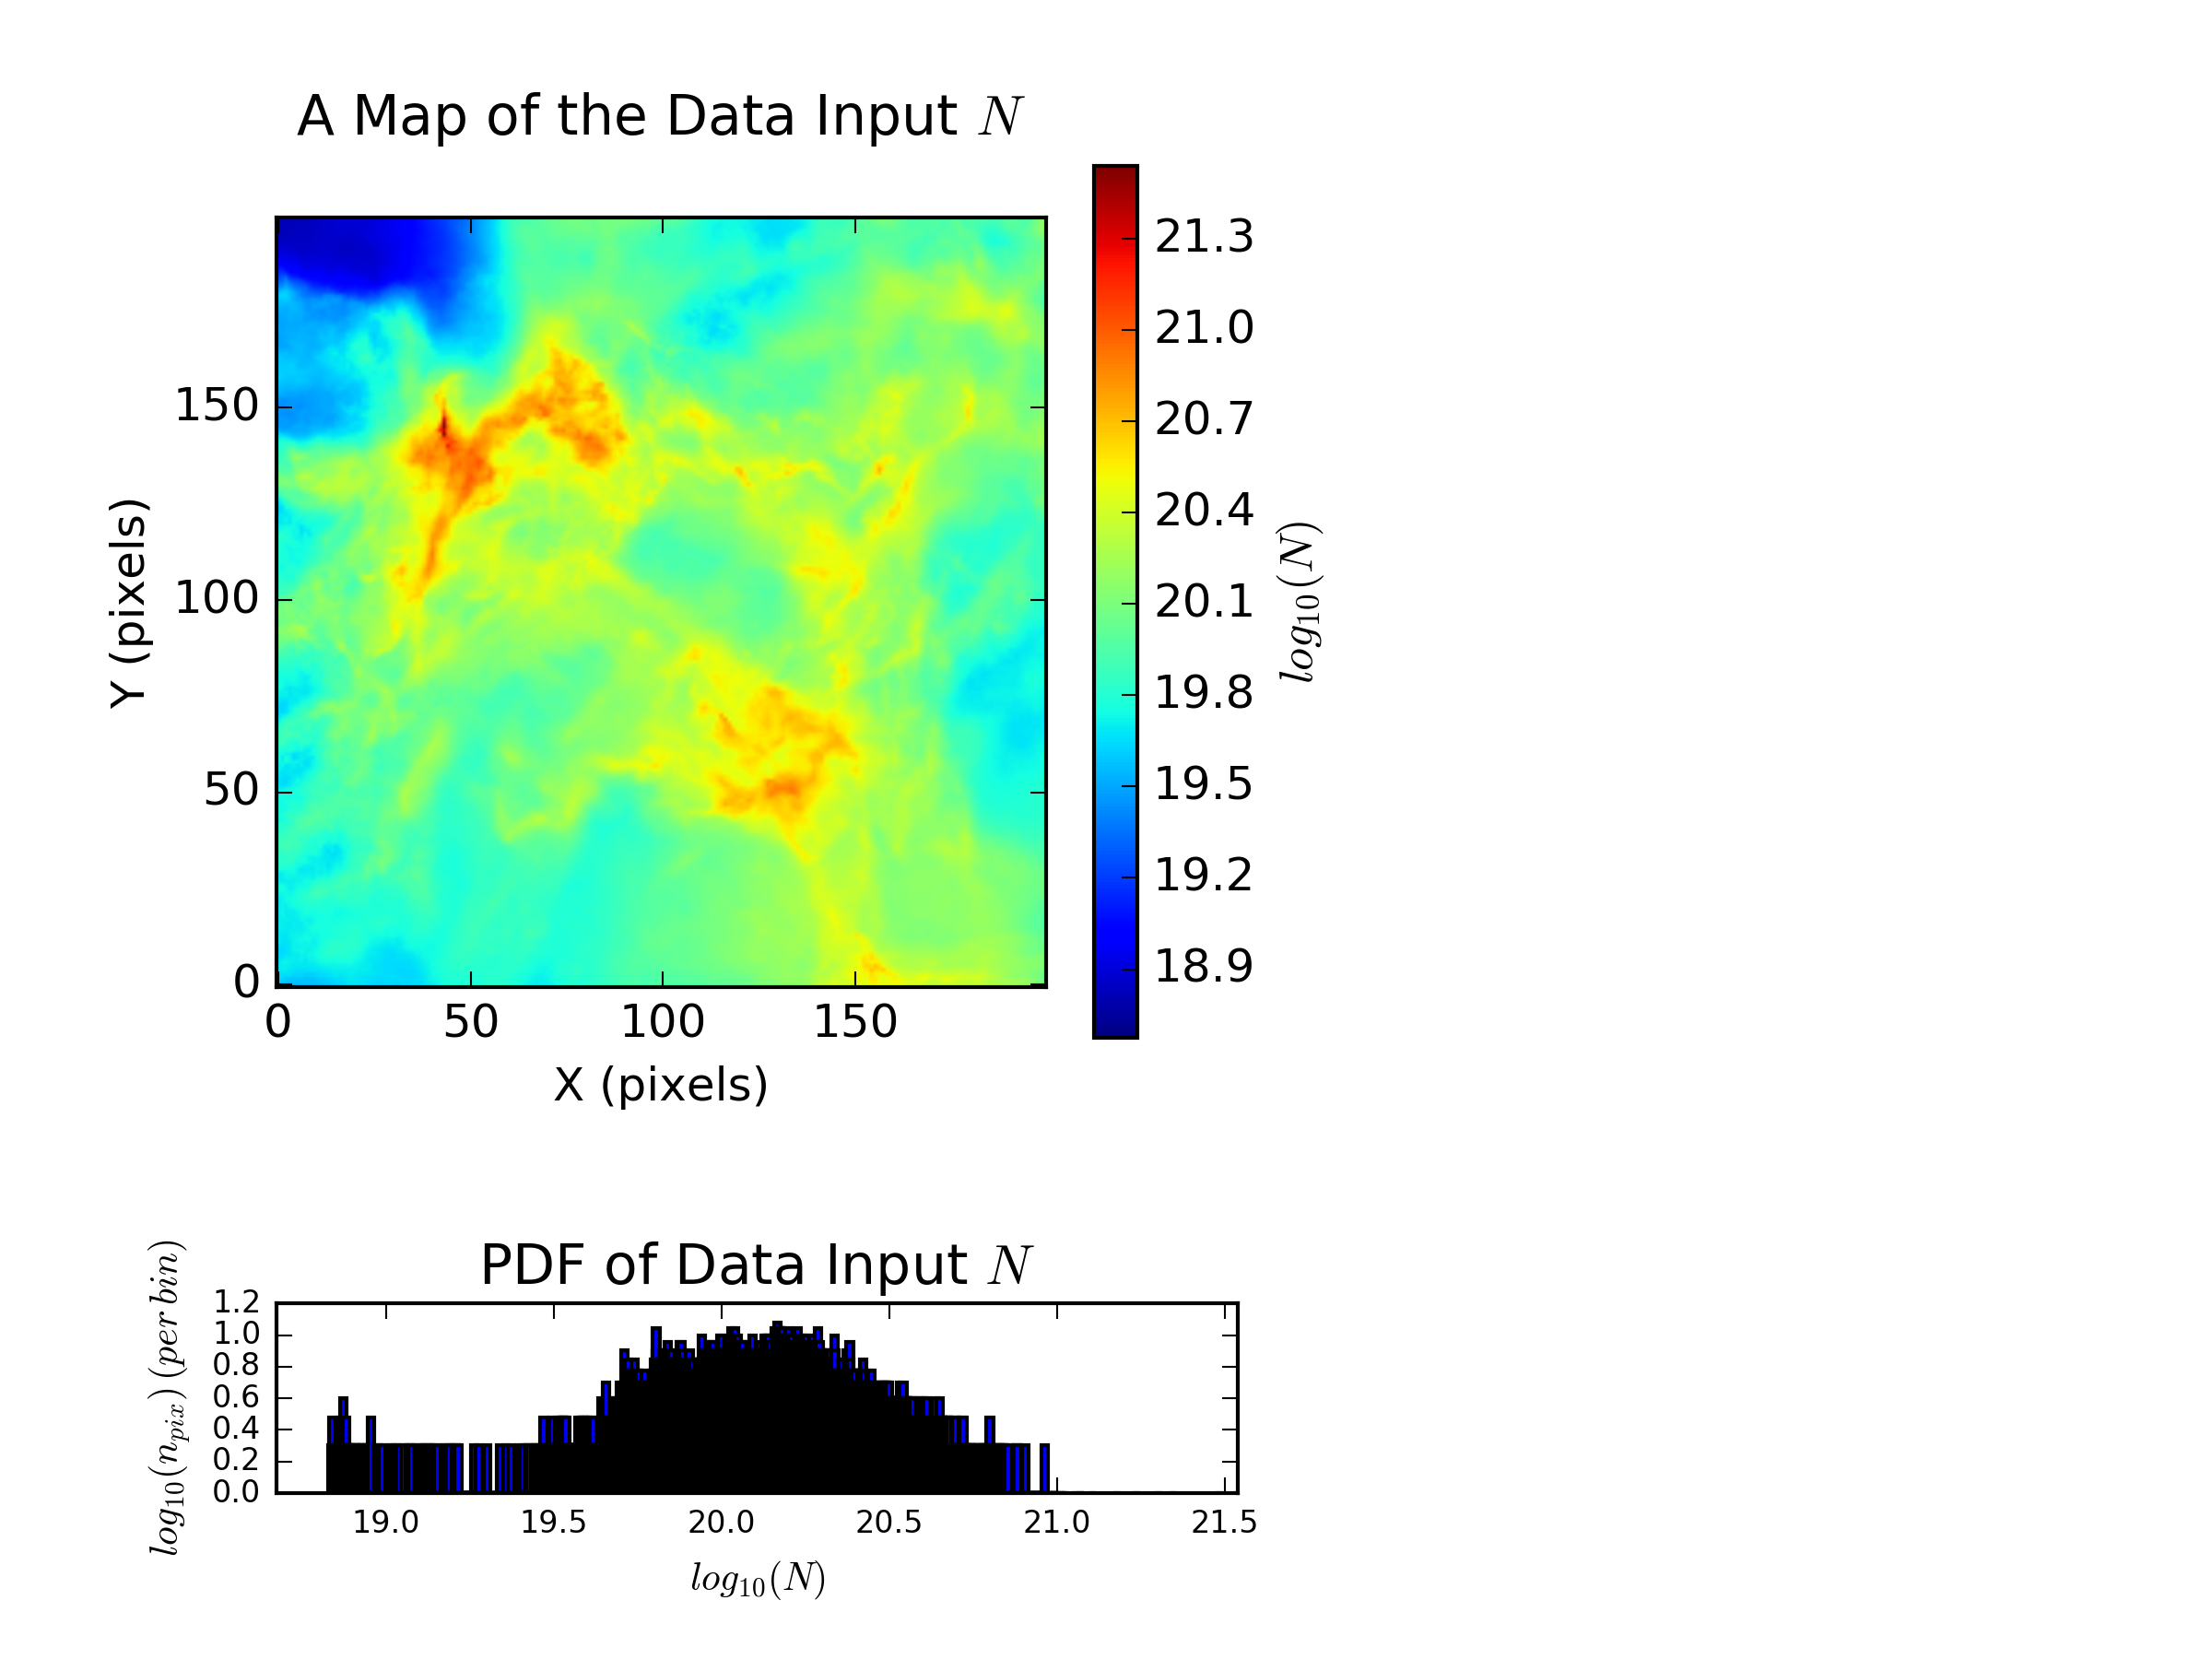 A Map of the Data Input N
Y (pixels)
150
100
50
0
0 50 100 150
X (pixels)
21.3
21.0
20.7
20.4
20.1
19.8
19.5
19.2
18.9
log10(N)
PDF of Data Input N
log10(npix)(per bin)
1.2
1.0
0.8
0.6
0.4
0.2
0.0
19.0 19.5 20.0 20.5 21.0 21.5
log10(N)